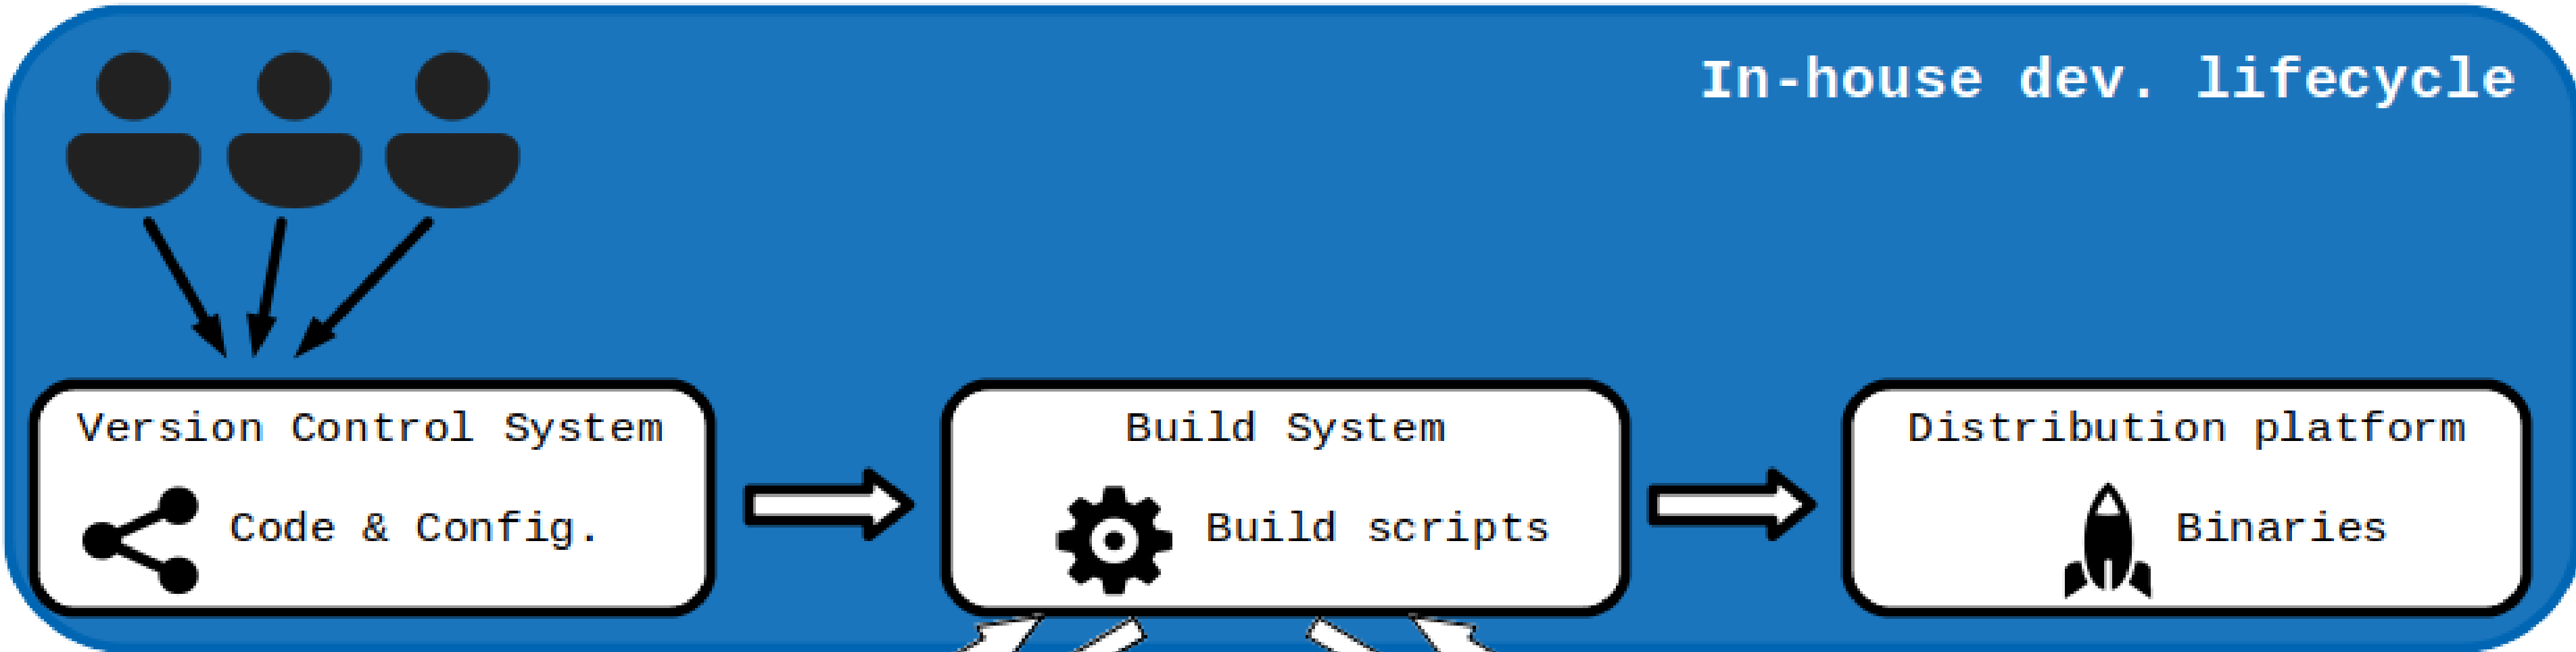 In-house dev. lifecycle
Version Control System
Code & Config.
Build System
Build scripts
Distribution platform
Binaries